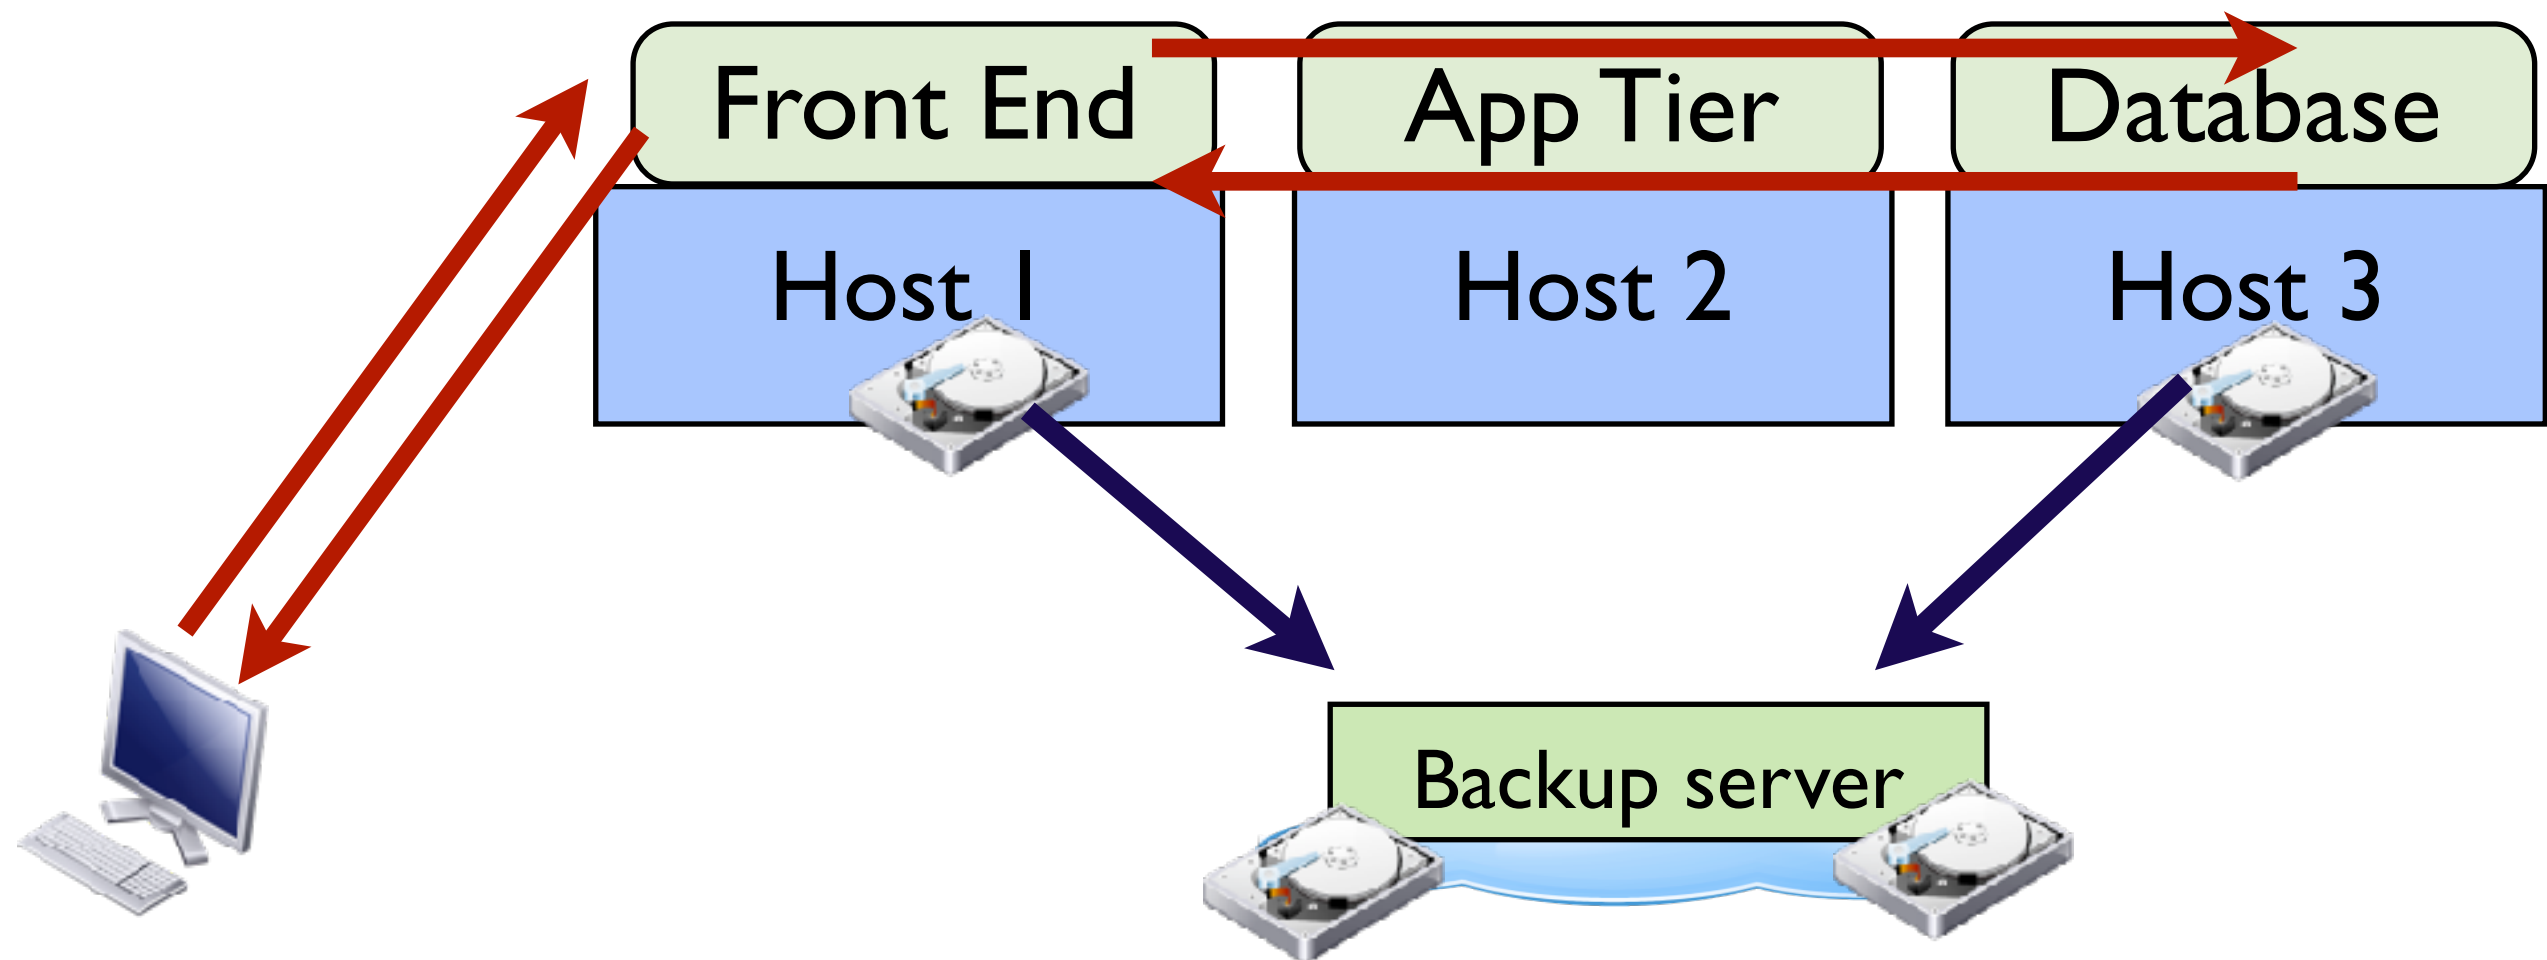 Front End
App Tier
Database
Host 1
Host 2
Host 3
Backup server